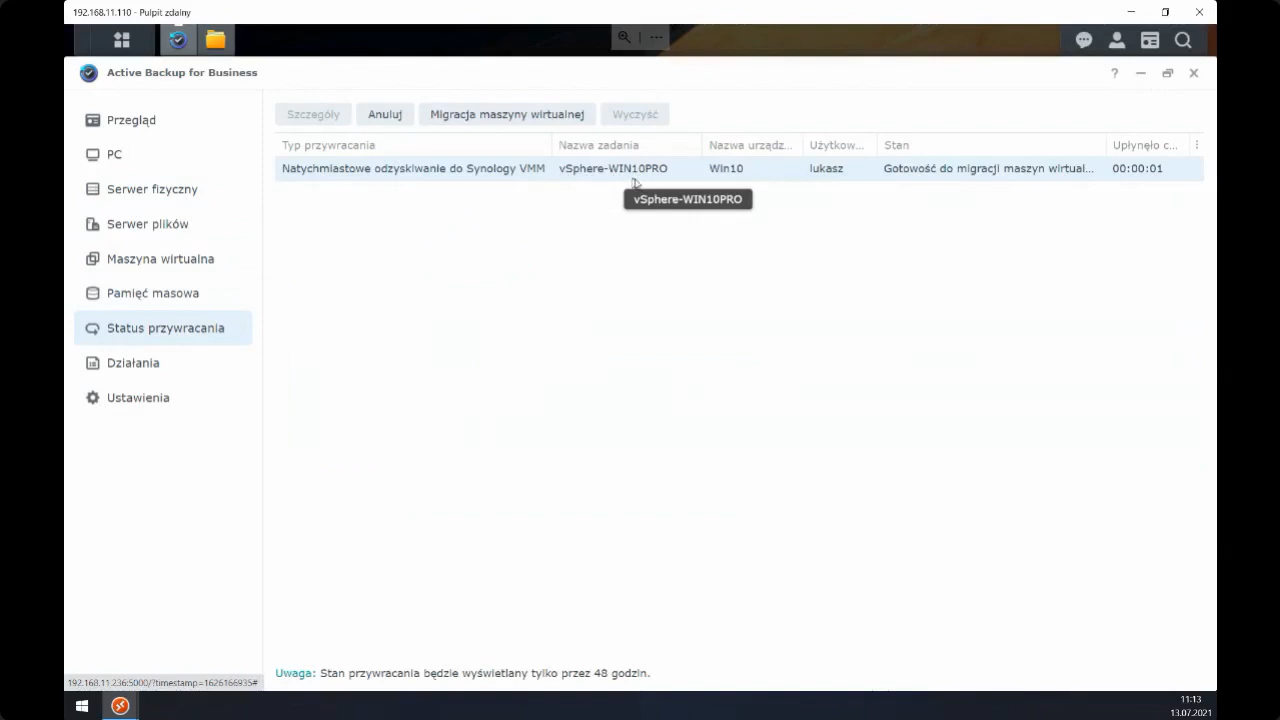 192.168.11.110 - Pulpit zdalny
Active Backup for Business
Przegląd
PC
Serwer fizyczny
Serwer plików
Maszyna wirtualna
Pamięć masowa
Status przywracania
Działania
Ustawienia
Szczegóły Anuluj Migracja maszyny wirtualnej Wyczyść
Typ przywracania Nazwa zadania Nazwa urządz... Użytkow... Stan Upłynęło c...
Natychmiastowe odzyskiwanie do Synology VMM vSphere-WIN10PRO Win10 lukasz Gotowość do migracji maszyn wirtual... 00:00:01
vSphere-WIN10PRO
Uwaga: Stan przywracania będzie wyświetlany tylko przez 48 godzin.
192.168.11.236:5000/?timestamp=1626166935#
11:13
13.07.2021